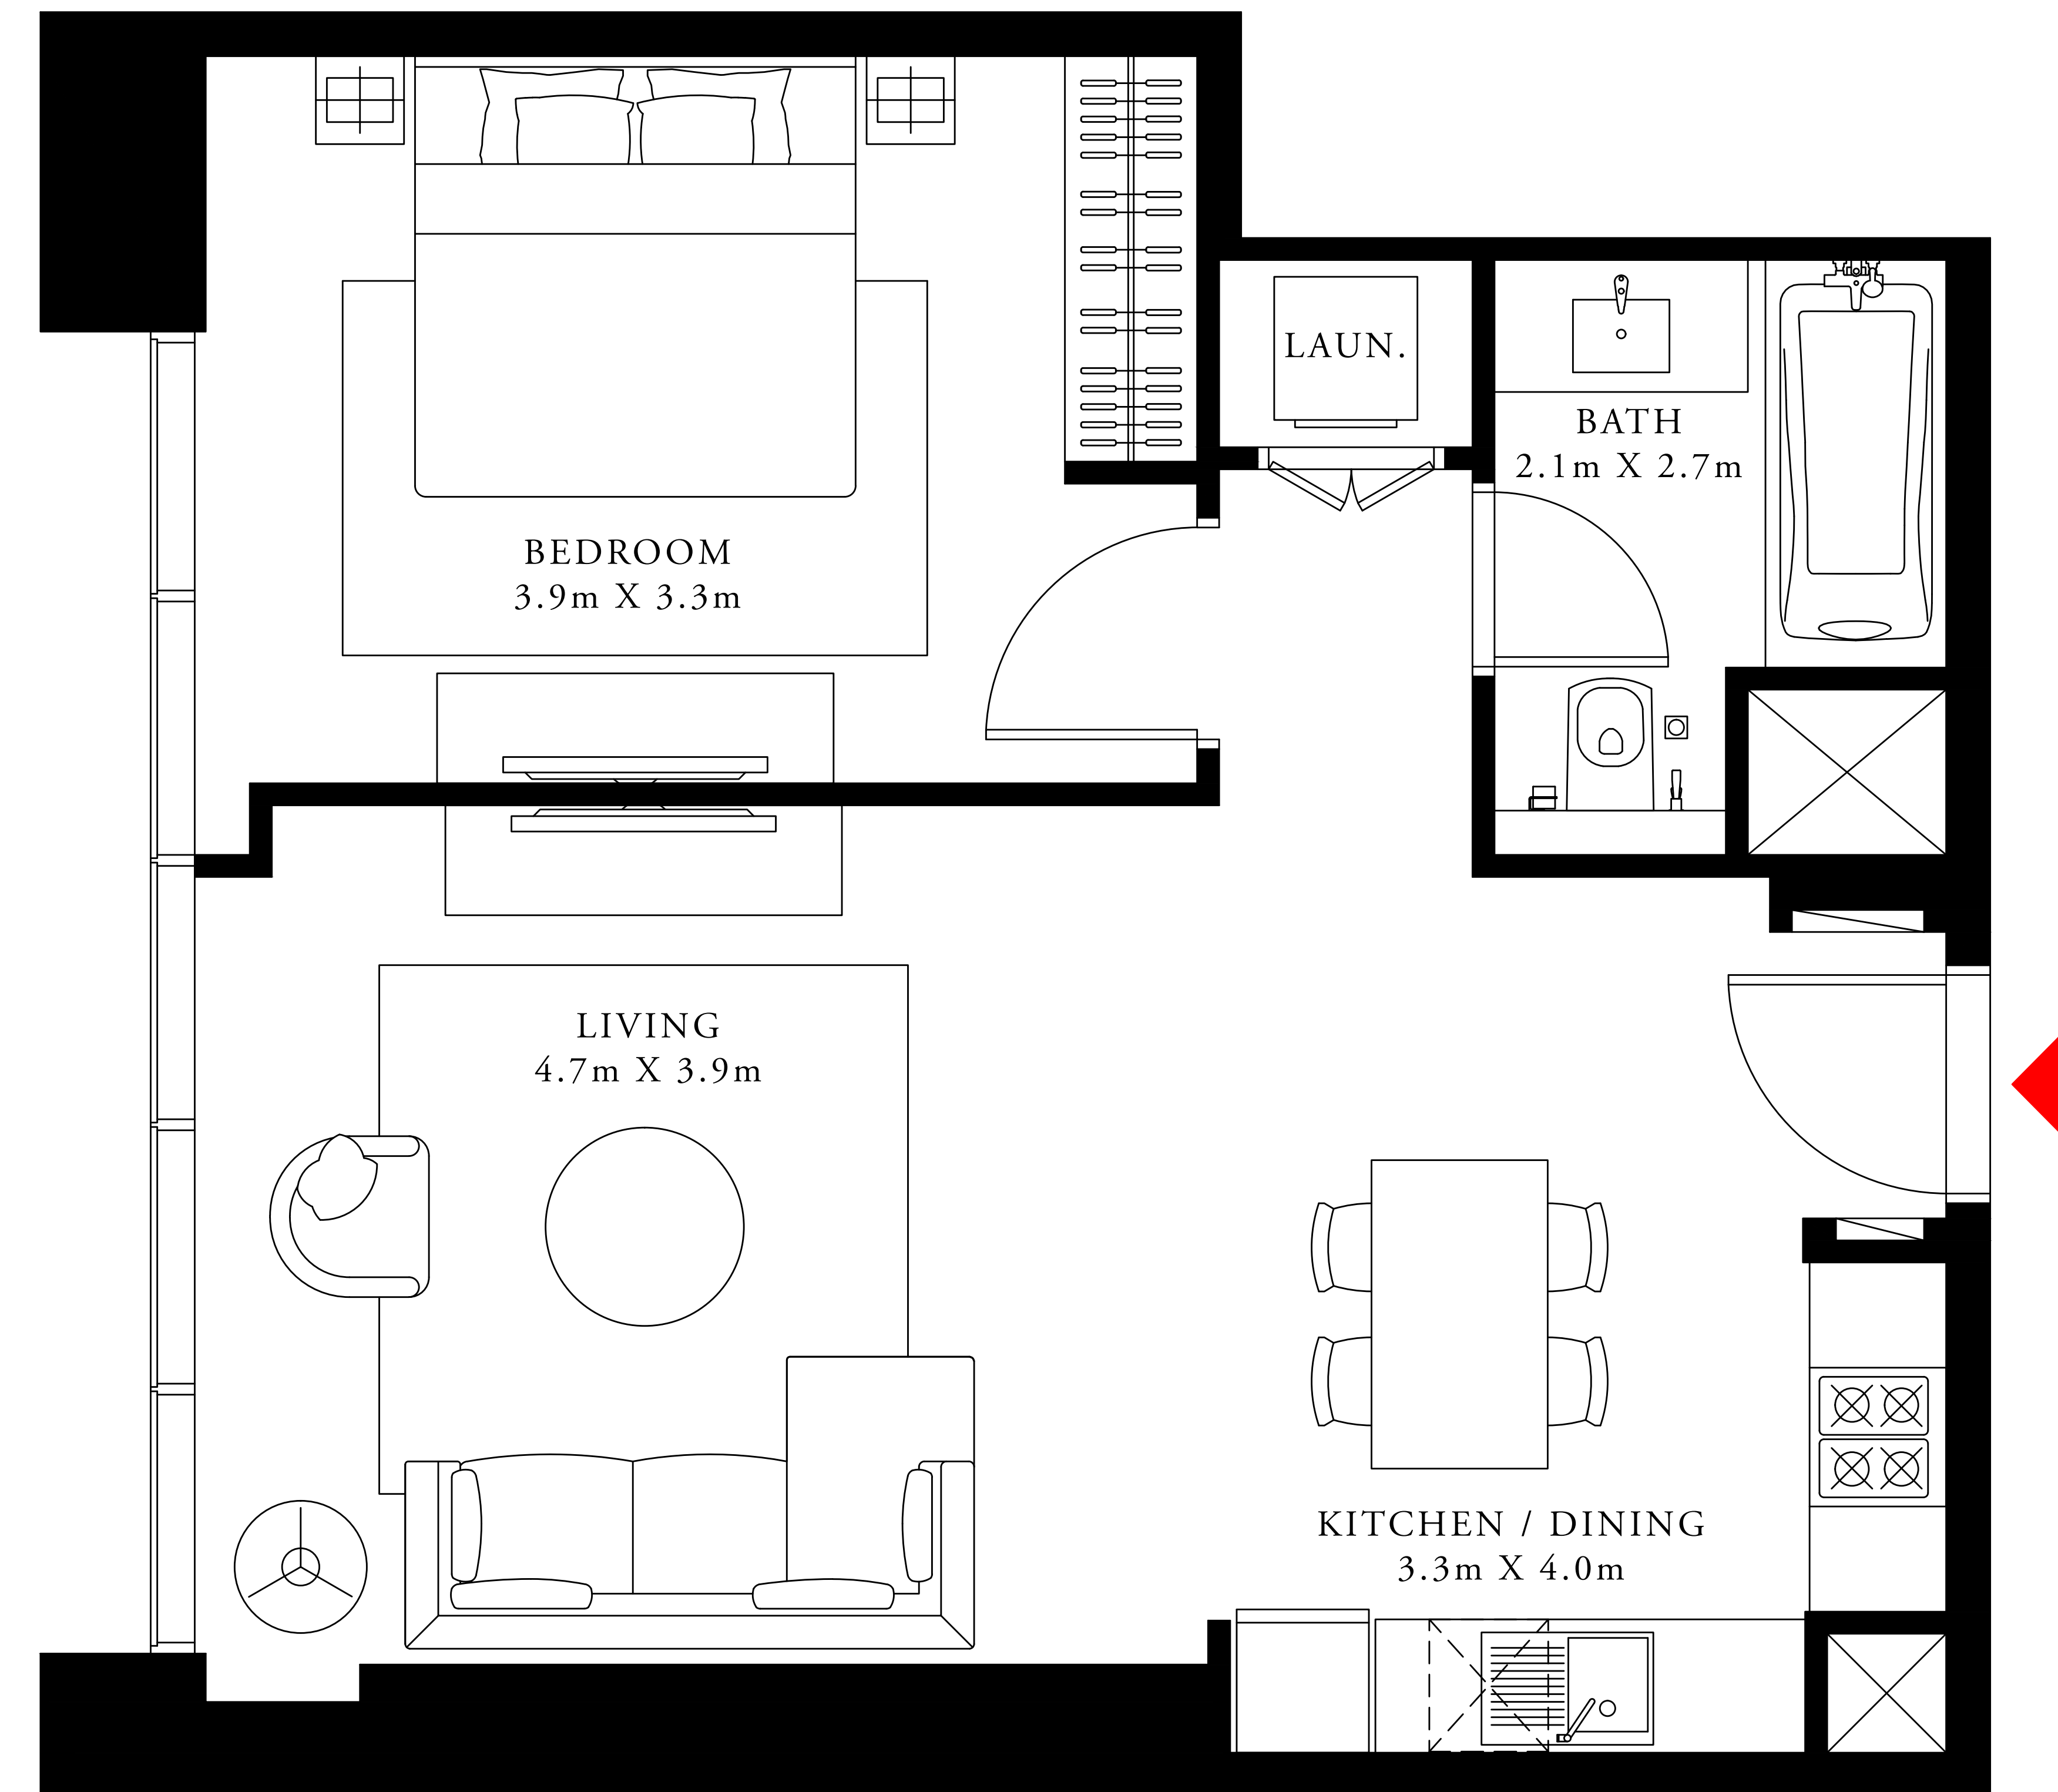 LAUN.
BATH
2.1m X 2.7m
BEDROOM
3.9m X 3.3m
LIVING
4.7m X 3.9m
KITCHEN / DINING
3.3m X 4.0m